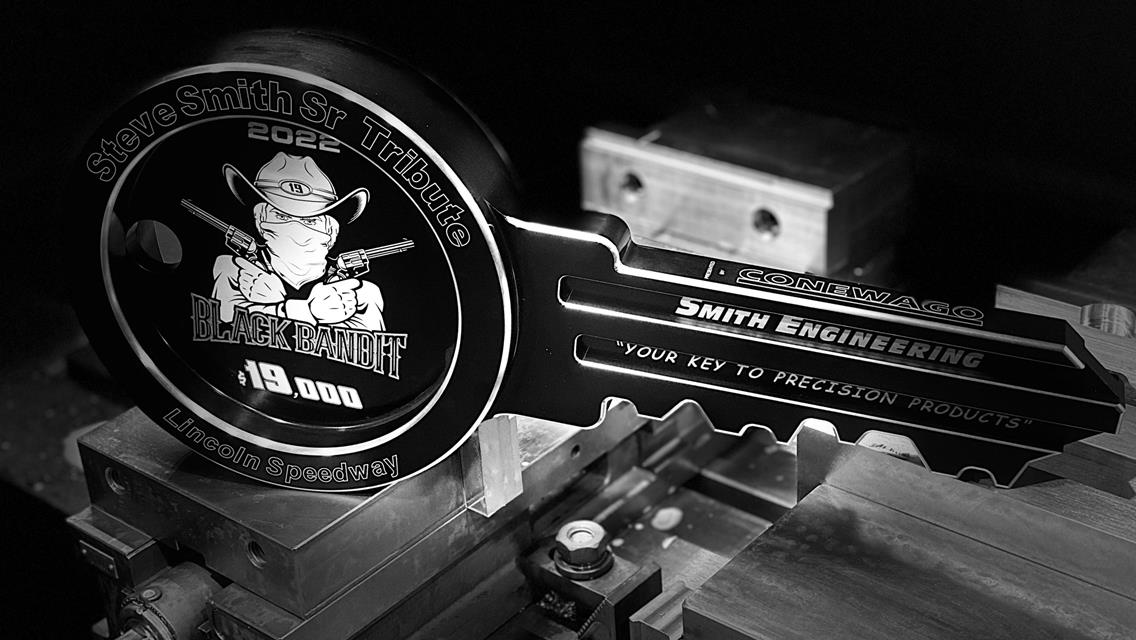 Steve Smith Sr Tribute
2022
19
BLACK BANDIT
$19,000
Lincoln Speedway
CONEWAGO
SMITH ENGINEERING
"YOUR KEY TO PRECISION PRODUCTS"